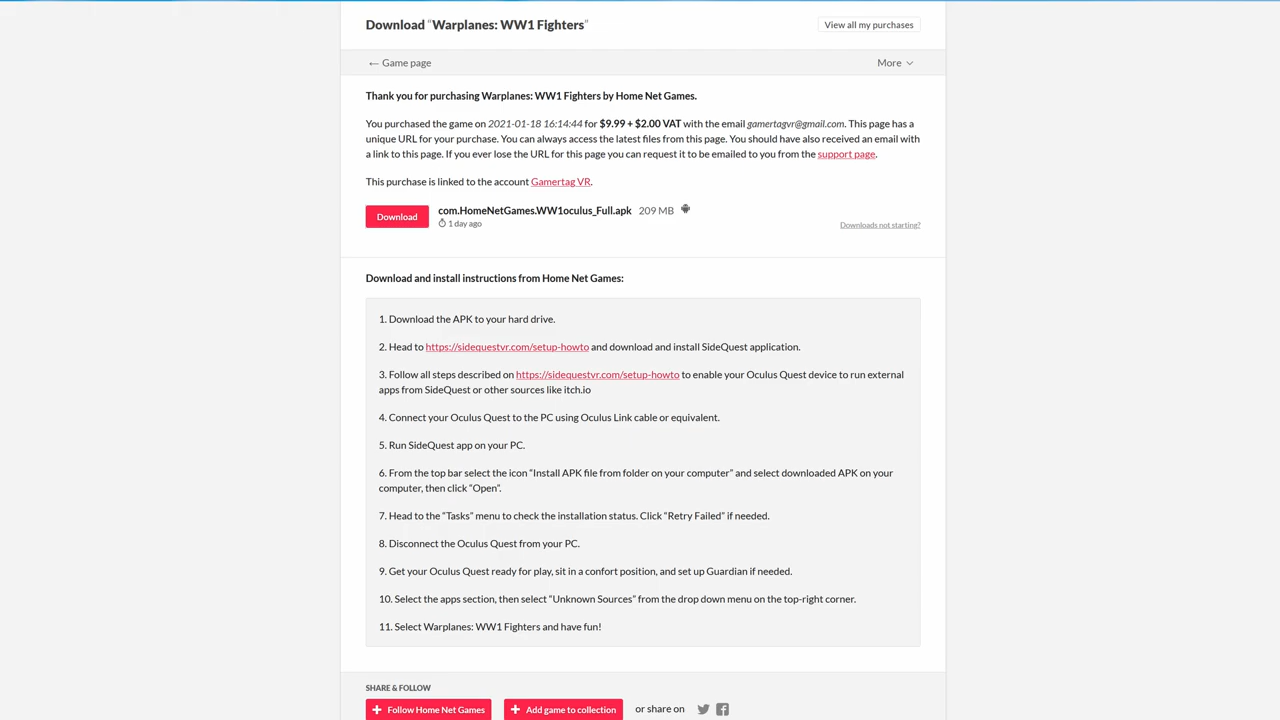 Download “Warplanes: WW1 Fighters”
View all my purchases
← Game page
More
Thank you for purchasing Warplanes: WW1 Fighters by Home Net Games.
You purchased the game on 2021-01-18 16:14:44 for $9.99 + $2.00 VAT with the email gamertagvr@gmail.com. This page has a
unique URL for your purchase. You can always access the latest files from this page. You should have also received an email with
a link to this page. If you ever lose the URL for this page you can request it to be emailed to you from the support page.
This purchase is linked to the account Gamertag VR.
Download
com.HomeNetGames.WW1oculus_Full.apk 209 MB
1 day ago
Downloads not starting?
Download and install instructions from Home Net Games:
1. Download the APK to your hard drive.
2. Head to https://sidequestvr.com/setup-howto and download and install SideQuest application.
3. Follow all steps described on https://sidequestvr.com/setup-howto to enable your Oculus Quest device to run external
apps from SideQuest or other sources like itch.io
4. Connect your Oculus Quest to the PC using Oculus Link cable or equivalent.
5. Run SideQuest app on your PC.
6. From the top bar select the icon “Install APK file from folder on your computer” and select downloaded APK on your
computer, then click “Open”.
7. Head to the “Tasks” menu to check the installation status. Click “Retry Failed” if needed.
8. Disconnect the Oculus Quest from your PC.
9. Get your Oculus Quest ready for play, sit in a confort position, and set up Guardian if needed.
10. Select the apps section, then select “Unknown Sources” from the drop down menu on the top-right corner.
11. Select Warplanes: WW1 Fighters and have fun!
SHARE & FOLLOW
Follow Home Net Games
Add game to collection
or share on